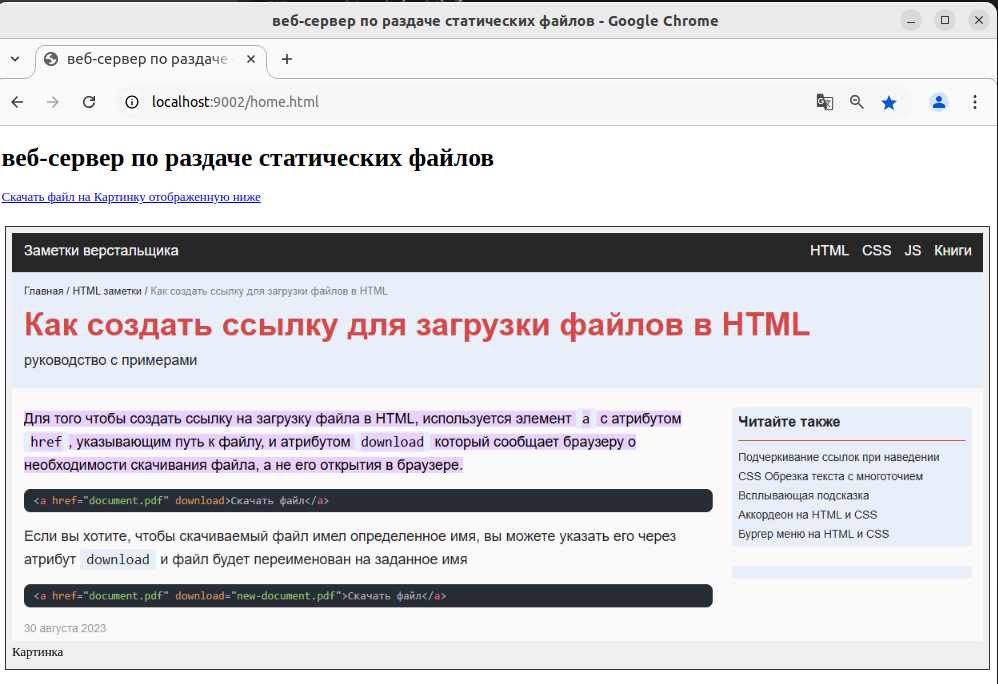 веб-сервер по раздаче статических файлов - Google Chrome
веб-сервер по раздаче
localhost:9002/home.html
веб-сервер по раздаче статических файлов
Скачать файл на Картинку отображенную ниже
Заметки верстальщика
HTML CSS JS Книги
Главная / HTML заметки / Как создать ссылку для загрузки файлов в HTML
Как создать ссылку для загрузки файлов в HTML
руководство с примерами
Для того чтобы создать ссылку на загрузку файла в HTML, используется элемент a с атрибутом
href , указывающим путь к файлу, и атрибутом download который сообщает браузеру о
необходимости скачивания файла, а не его открытия в браузере.
<a href="document.pdf" download>Скачать файл</a>
Если вы хотите, чтобы скачиваемый файл имел определенное имя, вы можете указать его через
атрибут download и файл будет переименован на заданное имя
<a href="document.pdf" download="new-document.pdf">Скачать файл</a>
30 августа 2023
Читайте также
Подчеркивание ссылок при наведении
CSS Обрезка текста с многоточием
Всплывающая подсказка
Аккордеон на HTML и CSS
Бургер меню на HTML и CSS
Картинка